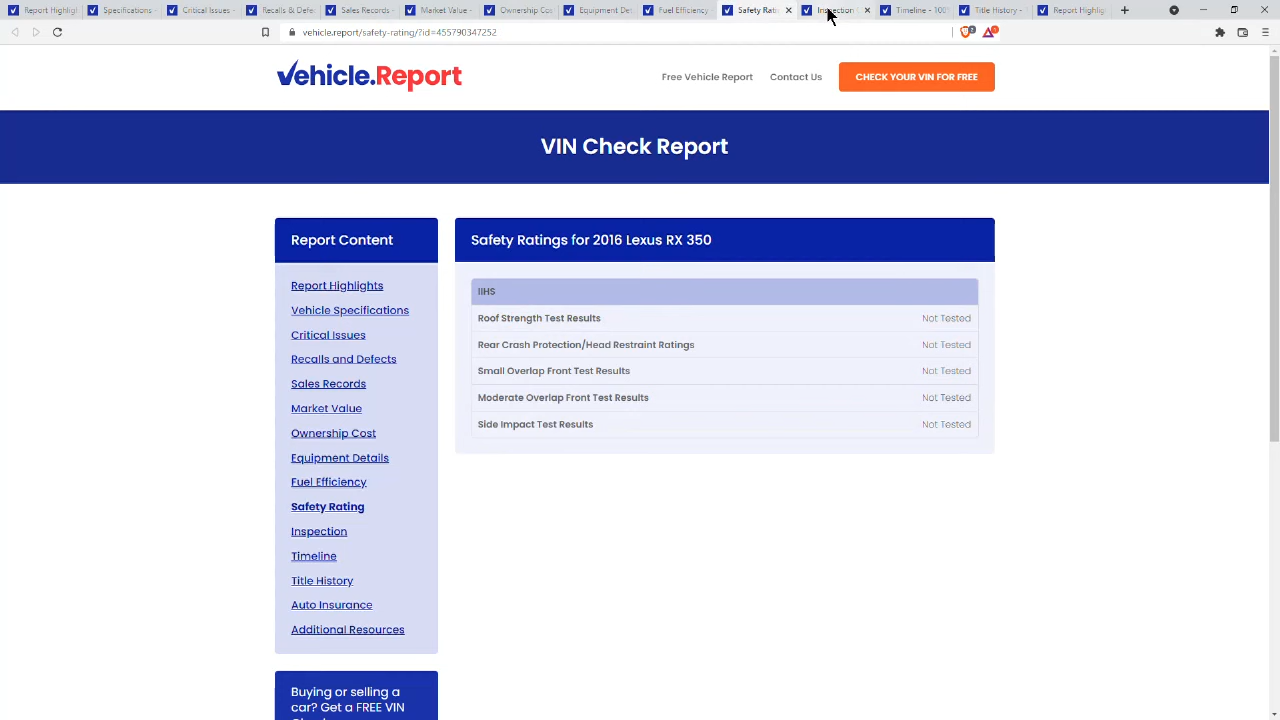 Report Highlig
Specifications
Critical Issues -
Recalls & Defe
Sales Records -
Market Value -
Ownership Cos
Equipment Det
Fuel Efficiency
Safety Ratin
Inspection
Timeline - 100
Title History -
Report Highlig
vehicle.report/safety-rating/?id=455790347252
Vehicle.Report
Free Vehicle Report
Contact Us
CHECK YOUR VIN FOR FREE
VIN Check Report
Report Content
Report Highlights
Vehicle Specifications
Critical Issues
Recalls and Defects
Sales Records
Market Value
Ownership Cost
Equipment Details
Fuel Efficiency
Safety Rating
Inspection
Timeline
Title History
Auto Insurance
Additional Resources
Safety Ratings for 2016 Lexus RX 350
IIHS
Roof Strength Test Results Not Tested
Rear Crash Protection/Head Restraint Ratings Not Tested
Small Overlap Front Test Results Not Tested
Moderate Overlap Front Test Results Not Tested
Side Impact Test Results Not Tested
Buying or selling a
car? Get a FREE VIN